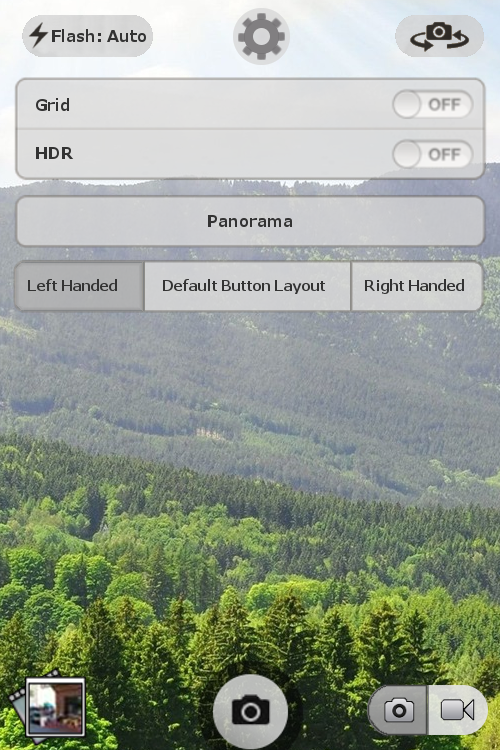 Flash: Auto
Grid OFF
HDR OFF
Panorama
Left Handed Default Button Layout Right Handed